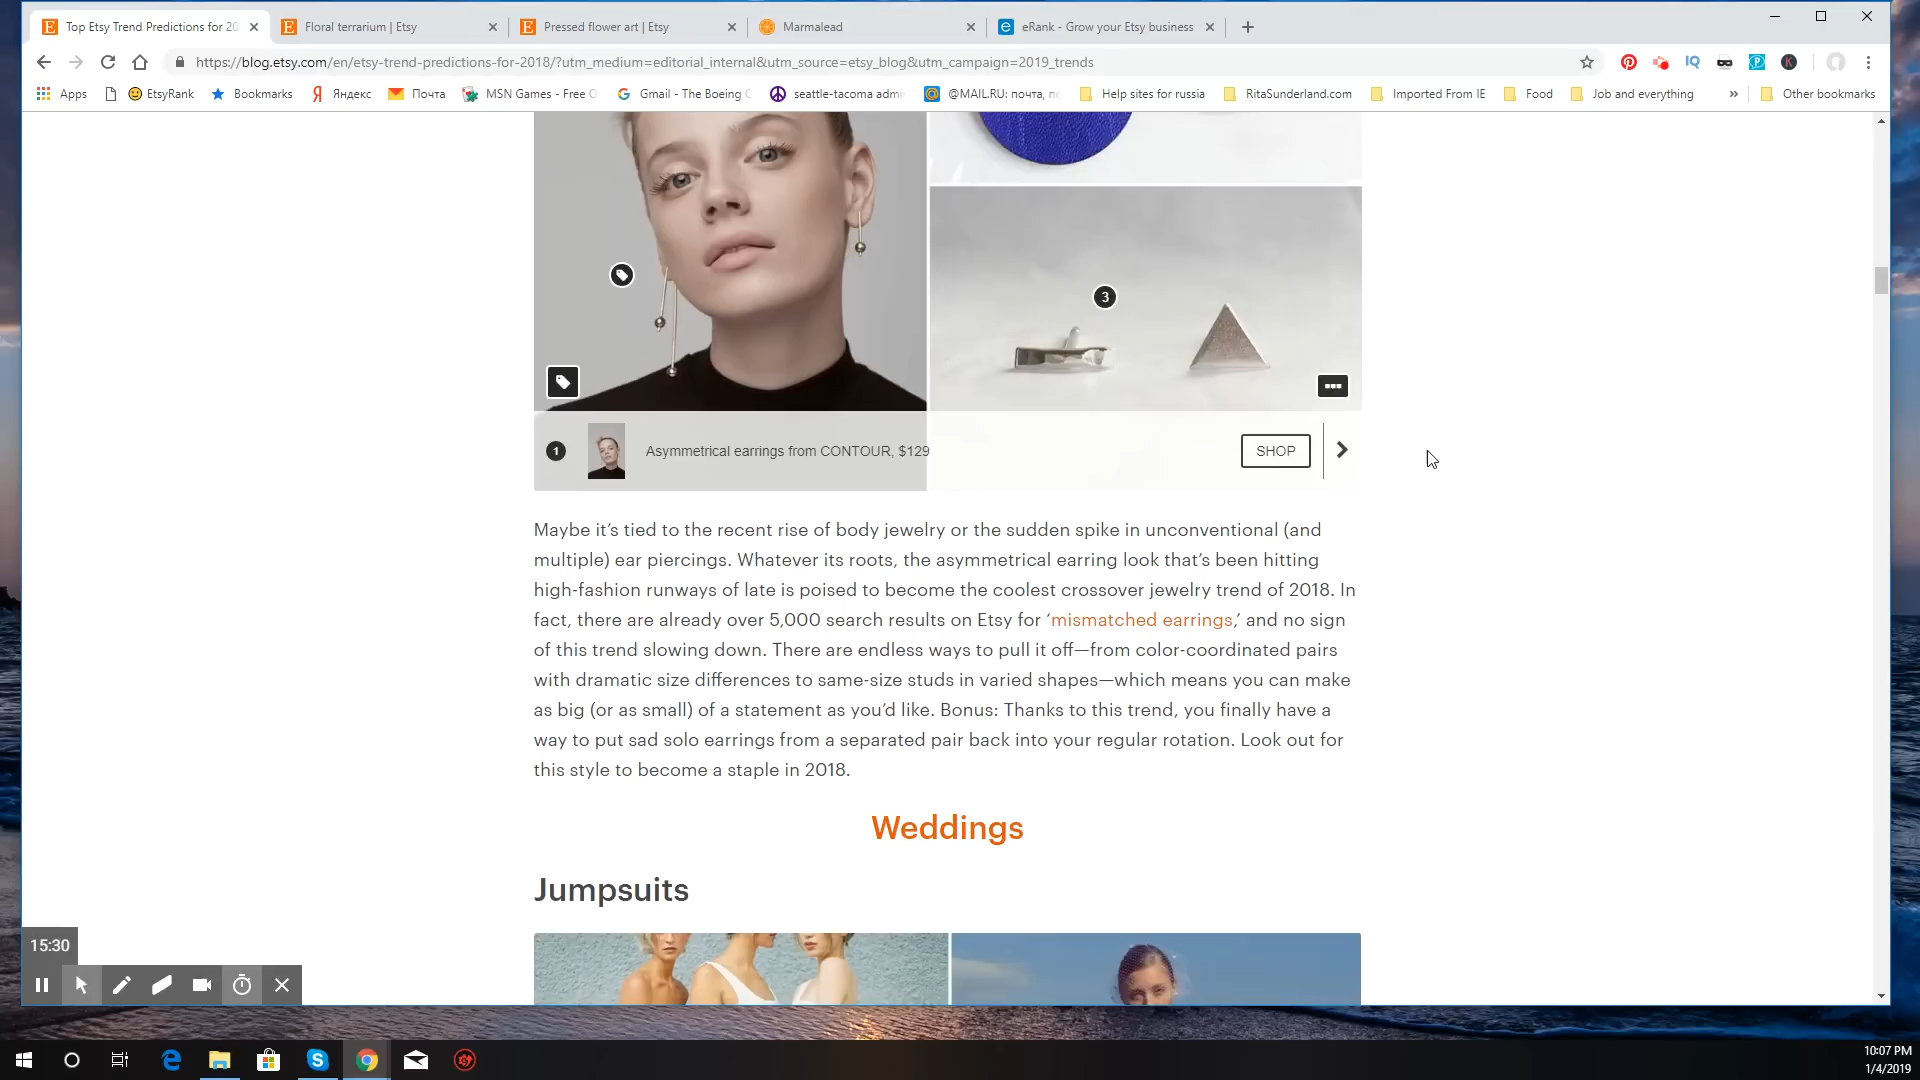 Top Etsy Trend Predictions for 20
Floral terrarium | Etsy
Pressed flower art | Etsy
Marmalead
eRank - Grow your Etsy business
https://blog.etsy.com/en/etsy-trend-predictions-for-2018/?utm_medium=editorial_internal&utm_source=etsy_blog&utm_campaign=2019_trends
Apps
EtsyRank
Bookmarks
Яндекс
Почта
MSN Games - Free O
Gmail - The Boeing C
seattle-tacoma admi
@MAIL.RU: почта, по
Help sites for russia
RitaSunderland.com
Imported From IE
Food
Job and everything
»
Other bookmarks
3
1
Asymmetrical earrings from CONTOUR, $129
SHOP
Maybe it’s tied to the recent rise of body jewelry or the sudden spike in unconventional (and
multiple) ear piercings. Whatever its roots, the asymmetrical earring look that’s been hitting
high-fashion runways of late is poised to become the coolest crossover jewelry trend of 2018. In
fact, there are already over 5,000 search results on Etsy for ‘mismatched earrings,’ and no sign
of this trend slowing down. There are endless ways to pull it off—from color-coordinated pairs
with dramatic size differences to same-size studs in varied shapes—which means you can make
as big (or as small) of a statement as you’d like. Bonus: Thanks to this trend, you finally have a
way to put sad solo earrings from a separated pair back into your regular rotation. Look out for
this style to become a staple in 2018.
Weddings
Jumpsuits
15:30
10:07 PM
1/4/2019